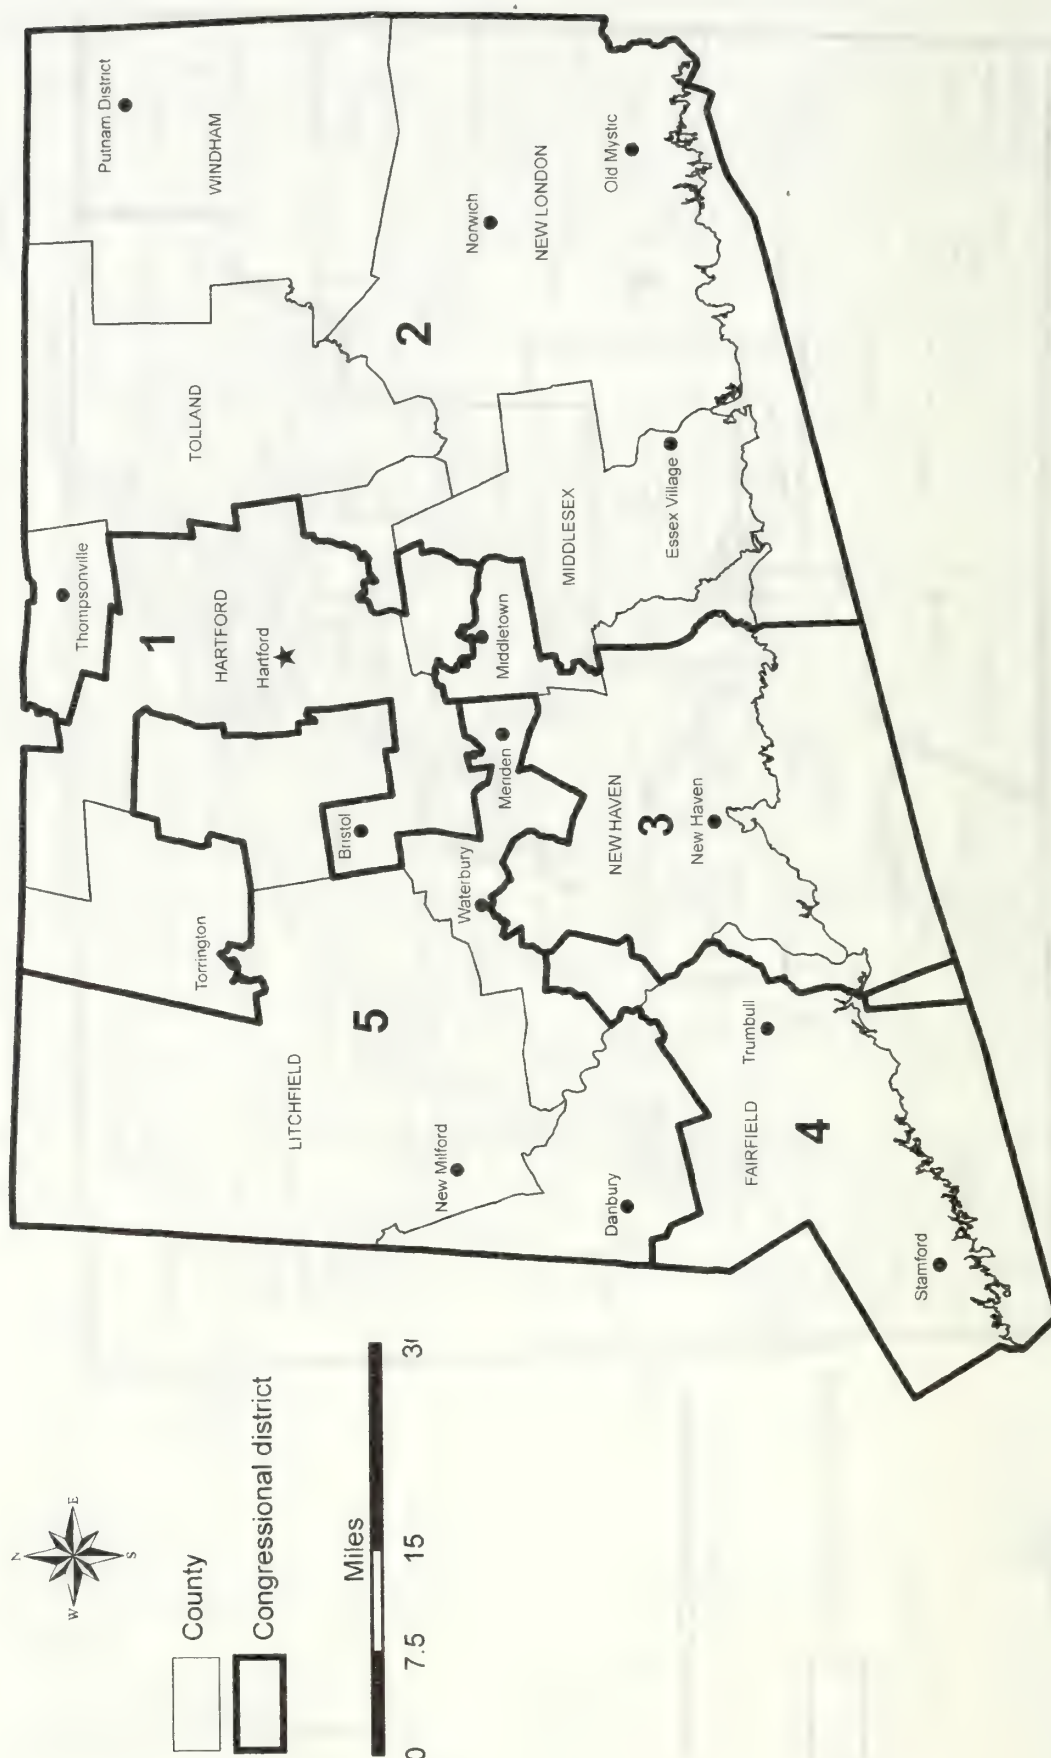 N
W
E
S
County
Congressional district
Miles
0
7.5
15
LITCHFIELD
Torrington
5
New Milford
Danbury
HARTFORD
1
Hartford
Thompsonville
Bristol
TOLLAND
WINDHAM
Putnam District
2
Waterbury
Meriden
Middletown
MIDDLESEX
Essex Village
Norwich
NEW LONDON
Old Mystic
NEW HAVEN
3
New Haven
Trumbull
FAIRFIELD
4
Stamford